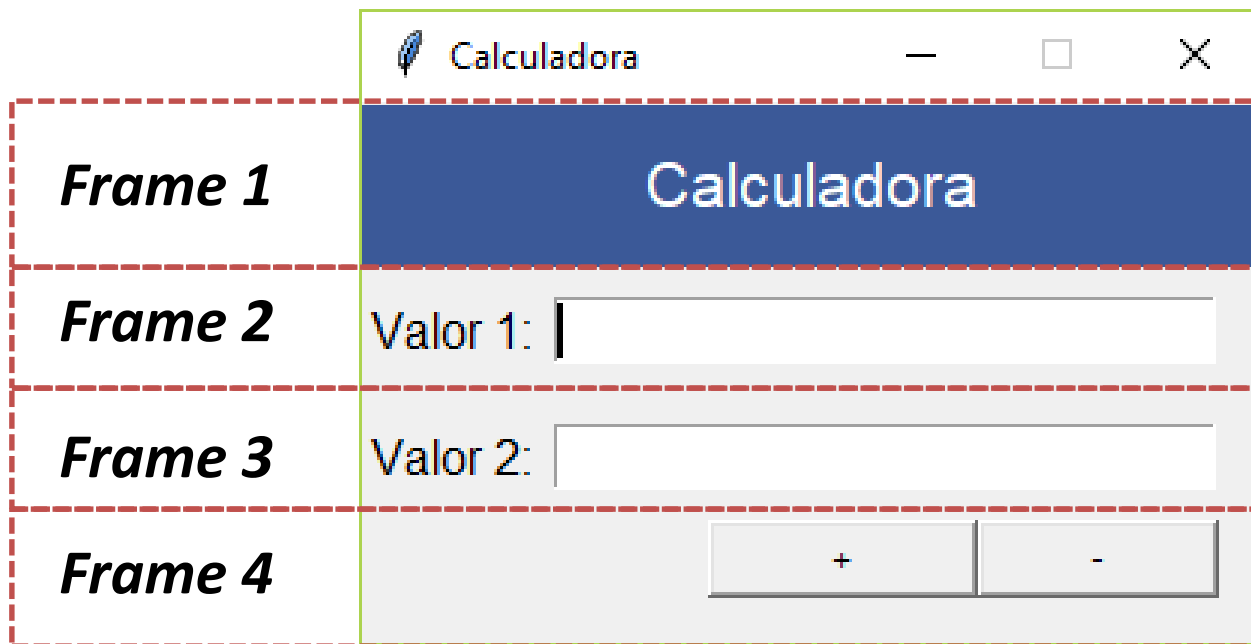 Calculadora
Frame 1
Calculadora
Frame 2
Valor 1:
Frame 3
Valor 2:
Frame 4
+ -